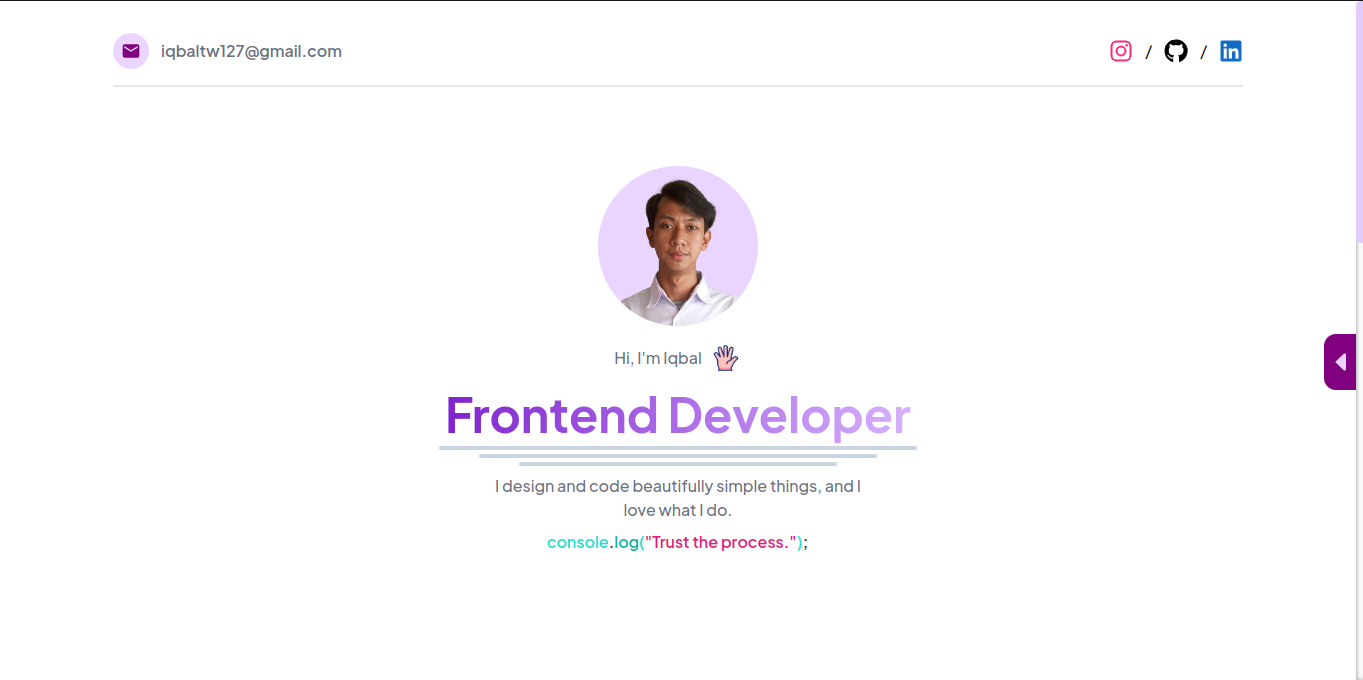 iqbaltw127@gmail.com
/ /
Hi, I'm Iqbal
Frontend Developer
I design and code beautifully simple things, and I
love what I do.
console.log("Trust the process.");